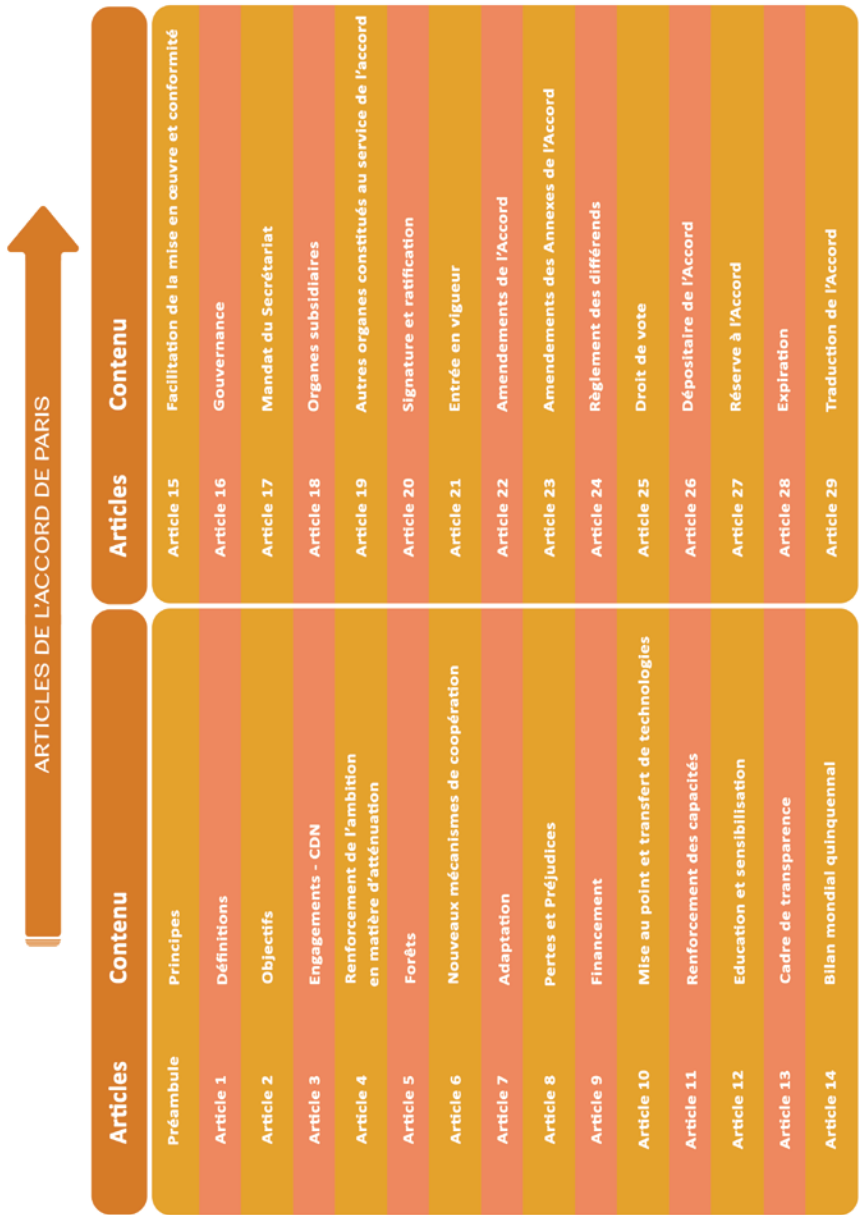 ARTICLES DE L'ACCORD DE PARIS
Articles Contenu
Préambule Principes
Article 1 Définitions
Article 2 Objectifs
Article 3 Engagements - CDN
Article 4 Renforcement de l'ambition
en matière d'atténuation
Article 5 Forêts
Article 6 Nouveaux mécanismes de coopération
Article 7 Adaptation
Article 8 Pertes et Préjudices
Article 9 Financement
Article 10 Mise au point et transfert de technologies
Article 11 Renforcement des capacités
Article 12 Education et sensibilisation
Article 13 Cadre de transparence
Article 14 Bilan mondial quinquennal
Articles Contenu
Article 15 Facilitation de la mise en œuvre et conformité
Article 16 Gouvernance
Article 17 Mandat du Secrétariat
Article 18 Organes subsidiaires
Article 19 Autres organes constitués au service de l'accord
Article 20 Signature et ratification
Article 21 Entrée en vigueur
Article 22 Amendements de l'Accord
Article 23 Amendements des Annexes de l'Accord
Article 24 Règlement des différends
Article 25 Droit de vote
Article 26 Dépositaire de l'Accord
Article 27 Réserve à l'Accord
Article 28 Expiration
Article 29 Traduction de l'Accord